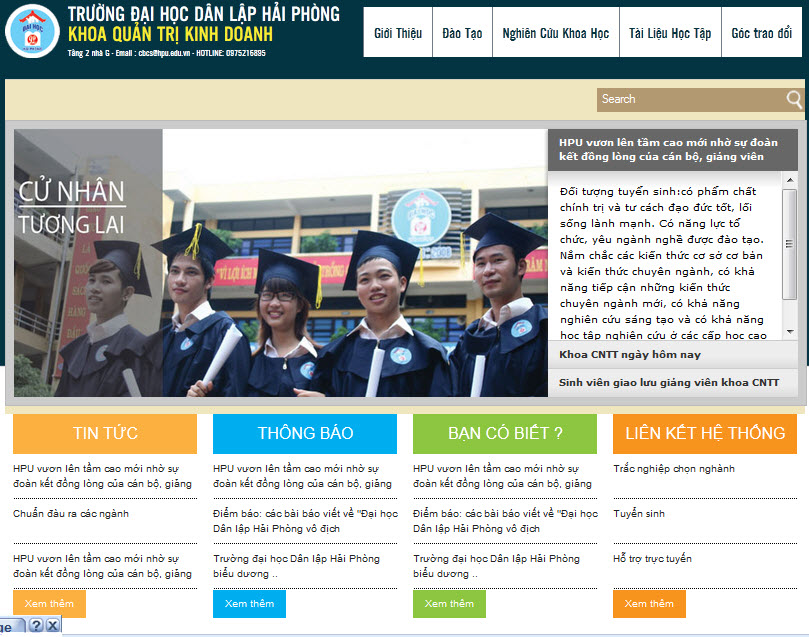 TRƯỜNG ĐẠI HỌC DÂN LẬP HẢI PHÒNG
KHOA QUẢN TRỊ KINH DOANH
Tầng 2 nhà G - Email : cbcs@hpu.edu.vn - HOTLINE: 0975216895
Giới Thiệu
Đào Tạo
Nghiên Cứu Khoa Học
Tài Liệu Học Tập
Góc trao đổi
Search
CỬ NHÂN
TƯƠNG LAI
HPU vươn lên tầm cao mới nhờ sự đoàn
kết đồng lòng của cán bộ, giảng viên
Đối tượng tuyển sinh:có phẩm chất
chính trị và tư cách đạo đức tốt, lối
sống lành mạnh. Có năng lực tổ
chức, yêu ngành nghề được đào tạo.
Nắm chắc các kiến thức cơ sở cơ bản
và kiến thức chuyên ngành, có khả
năng tiếp cận những kiến thức
chuyên ngành mới, có khả năng
nghiên cứu sáng tạo và có khả năng
học tập nghiên cứu ở các cấp học cao
Khoa CNTT ngày hôm nay
Sinh viên giao lưu giảng viên khoa CNTT
TIN TỨC
HPU vươn lên tầm cao mới nhờ sự
đoàn kết đồng lòng của cán bộ, giảng
Chuẩn đầu ra các ngành
HPU vươn lên tầm cao mới nhờ sự
đoàn kết đồng lòng của cán bộ, giảng
Xem thêm
THÔNG BÁO
HPU vươn lên tầm cao mới nhờ sự
đoàn kết đồng lòng của cán bộ, giảng
Điểm báo: các bài báo viết về "Đại học
Dân lập Hải Phòng vô địch
Trường đại học Dân lập Hải Phòng
biểu dương ..
Xem thêm
BẠN CÓ BIẾT ?
HPU vươn lên tầm cao mới nhờ sự
đoàn kết đồng lòng của cán bộ, giảng
Điểm báo: các bài báo viết về "Đại học
Dân lập Hải Phòng vô địch
Trường đại học Dân lập Hải Phòng
biểu dương ..
Xem thêm
LIÊN KẾT HỆ THỐNG
Trắc nghiệp chọn nghành
Tuyển sinh
Hỗ trợ trực tuyến
Xem thêm